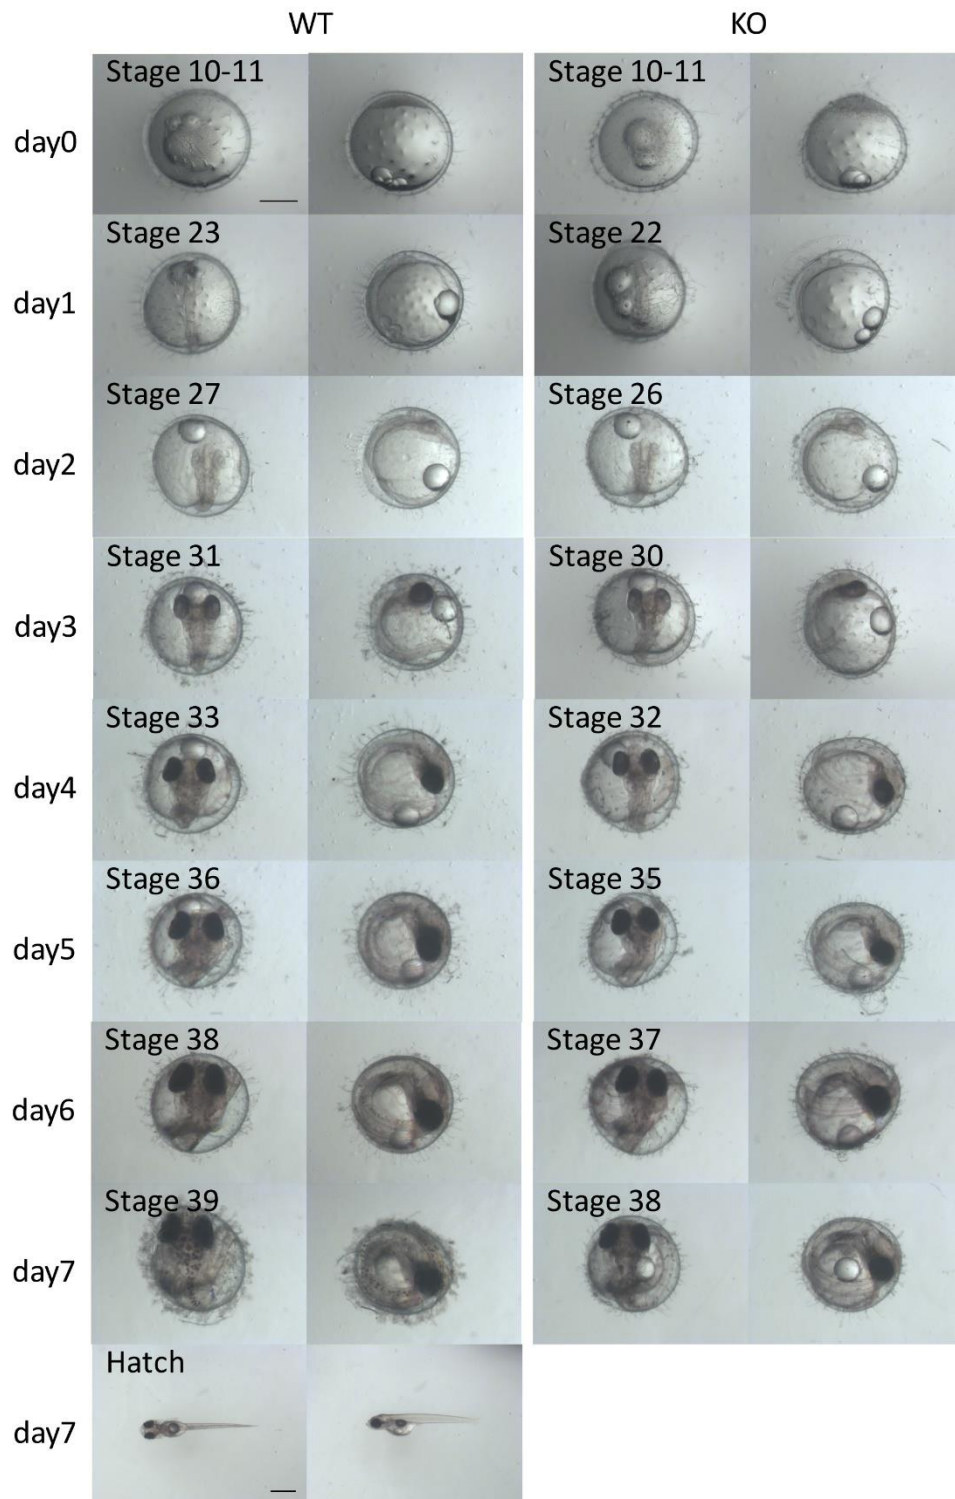 WT KO
Stage 10-11 Stage 10-11
day0
Stage 23 Stage 22
day1
Stage 27 Stage 26
day2
Stage 31 Stage 30
day3
Stage 33 Stage 32
day4
Stage 36 Stage 35
day5
Stage 38 Stage 37
day6
Stage 39 Stage 38
day7
Hatch
day7